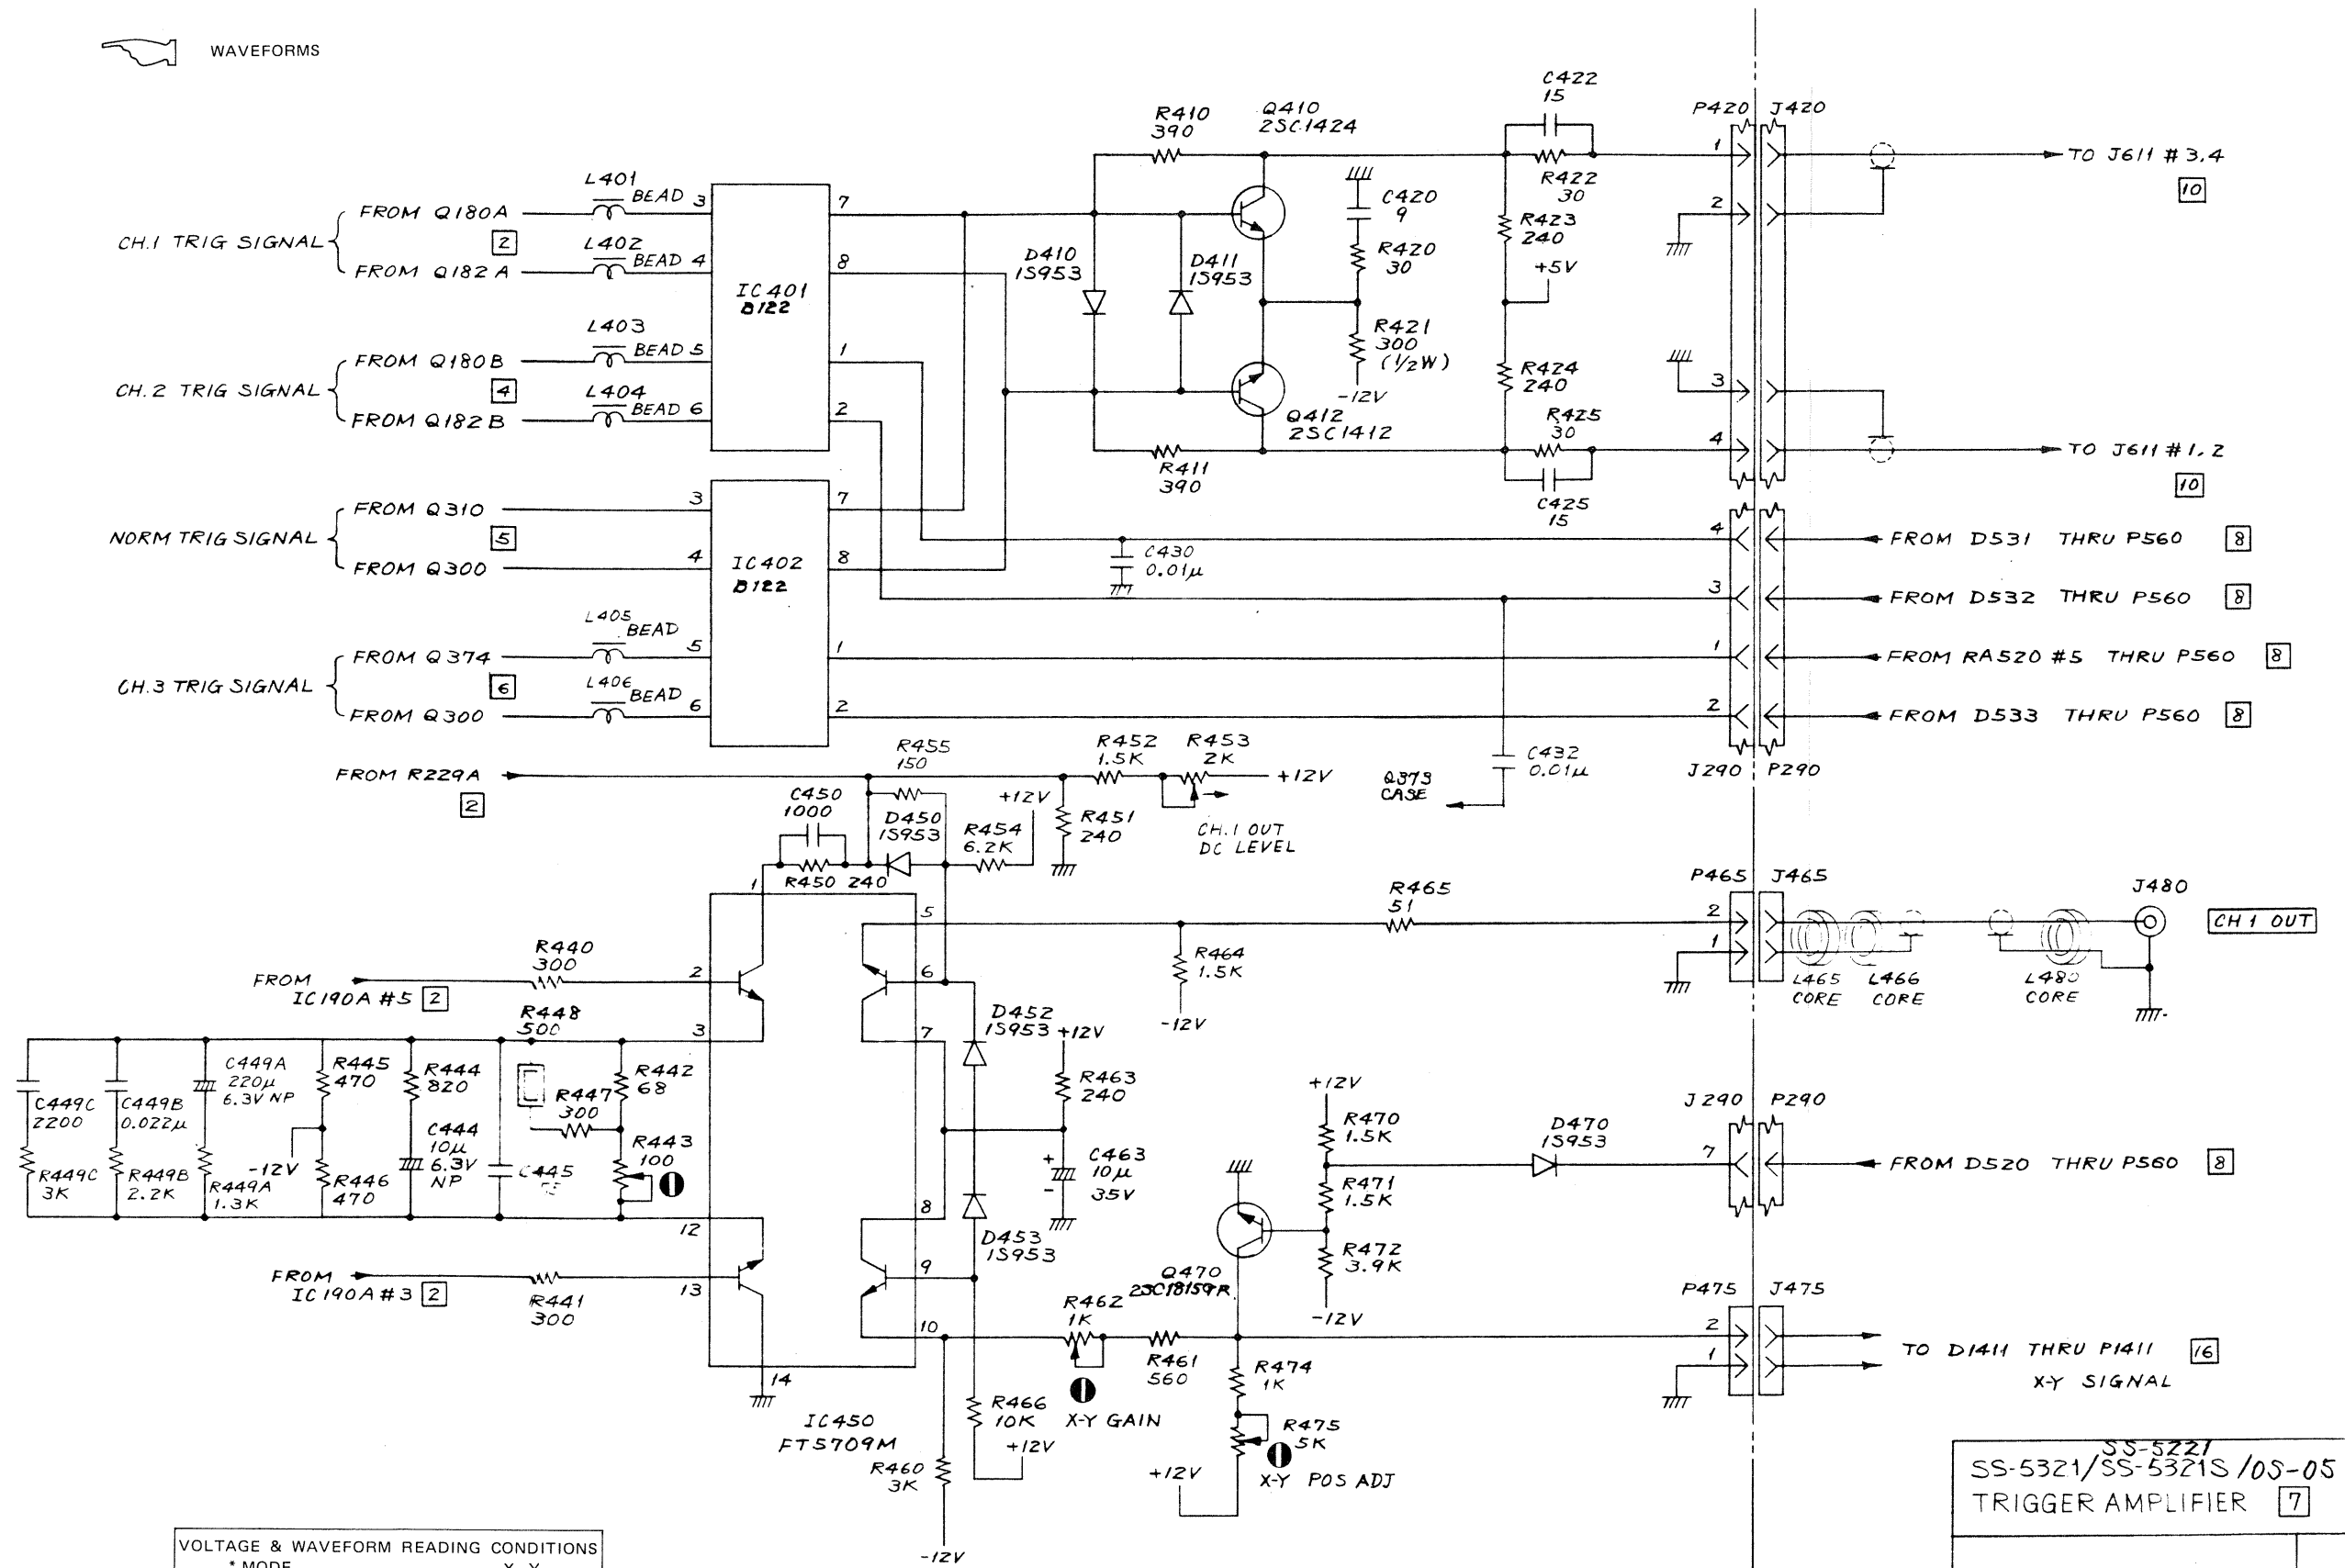 WAVEFORMS
C422
15
P420 J420
R410
390
Q410
2SC1424
1
TO J611 #3,4
10
R422
30
L401
BEAD 3
FROM Q180A
7
C420
9
2
R423
240
CH.1 TRIG SIGNAL
2
L402
BEAD 4
FROM Q182A
8
D410
1S953
D411
1S953
R420
30
+5V
IC401
B122
L403
BEAD 5
FROM Q180B
1
R421
300
(1/2W)
-12V
R424
240
3
CH.2 TRIG SIGNAL
4
L404
BEAD 6
FROM Q182B
2
Q412
2SC1412
R425
30
4
TO J611 #1,2
10
R411
390
C425
15
FROM Q310
3
7
NORM TRIG SIGNAL
5
FROM Q300
4
8
IC402
B122
C430
0.01μ
4
FROM D531 THRU P560 8
3
FROM D532 THRU P560 8
L405
BEAD
FROM Q374
5
1
1
FROM RA520 #5 THRU P560 8
CH.3 TRIG SIGNAL
6
L406
BEAD
FROM Q300
6
2
2
FROM D533 THRU P560 8
FROM R229A
2
R455
150
R452
1.5K
R453
2K
+12V
Q373
CASE
C432
0.01μ
J290 P290
C450
1000
D450
1S953
+12V
R454
6.2K
R451
240
CH.1 OUT
DC LEVEL
R450 240
1
R465
51
P465 J465
J480
CH 1 OUT
5
2
1
R440
300
FROM
IC190A #5 2
2
6
R464
1.5K
-12V
L465
CORE
L466
CORE
L480
CORE
R448
500
3
7
D452
1S953
+12V
C449C
2200
C449B
0.022μ
C449A
220μ
6.3V NP
R445
470
R444
820
R447
300
R442
68
R463
240
+12V
R470
1.5K
D470
1S953
J290 P290
7
FROM D520 THRU P560 8
R449C
3K
R449B
2.2K
R449A
1.3K
-12V
R446
470
C444
10μ
6.3V
NP
C445
R443
100
C463
10μ
35V
+
-
R471
1.5K
12
8
D453
1S953
R472
3.9K
-12V
Q470
FROM
IC190A #3 2
13
9
R441
300
R462
1K
P475 J475
10
2
1
R461
560
R474
1K
TO D1411 THRU P1411 16
X-Y SIGNAL
14
IC450
FT5709M
R466
10K
+12V
X-Y GAIN
R475
5K
R460
3K
+12V
X-Y POS ADJ
-12V
SS-5221
SS-5321/SS-5321S/OS-05
TRIGGER AMPLIFIER 7
VOLTAGE & WAVEFORM READING CONDITIONS
* MODE X-Y